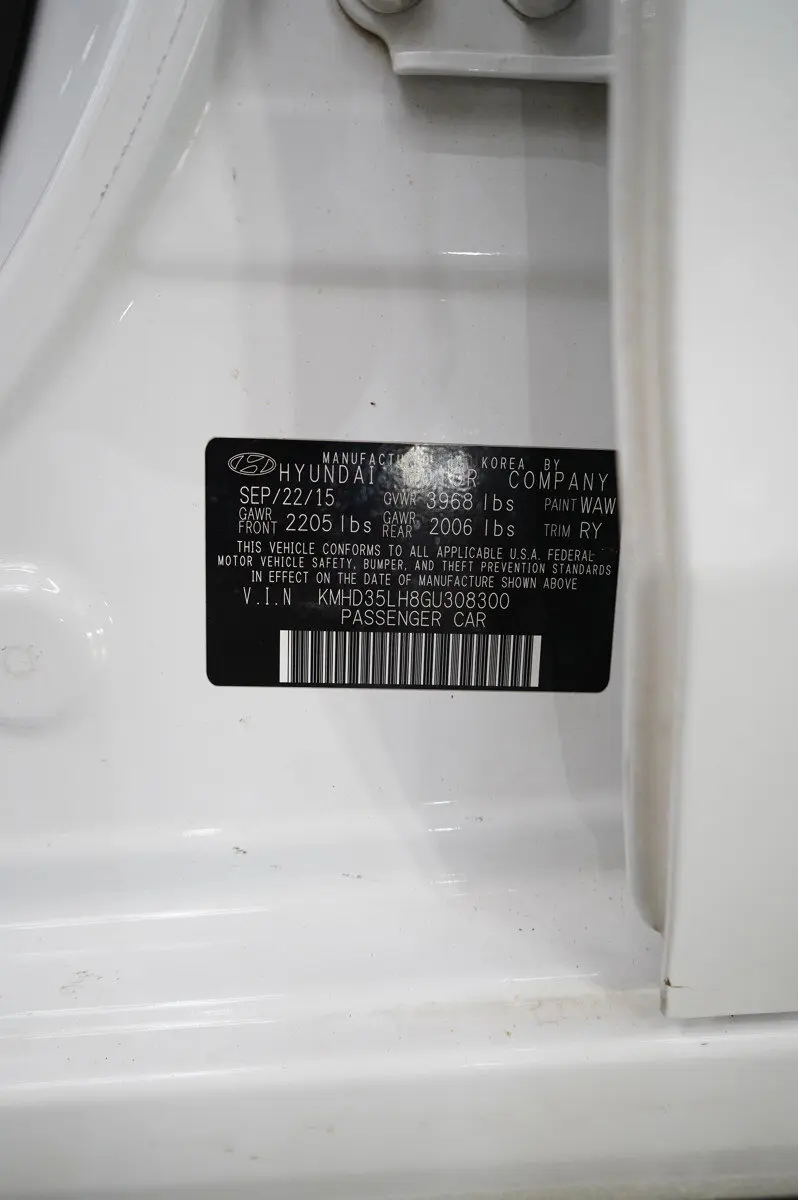 MANUFACTU KOREA BY
HYUNDAI COMPANY
SEP/22/15 GVWR 3968 lbs PAINT WAW
GAWR FRONT 2205 lbs GAWR REAR 2006 lbs TRIM RY
THIS VEHICLE CONFORMS TO ALL APPLICABLE U.S.A. FEDERAL
MOTOR VEHICLE SAFETY, BUMPER, AND THEFT PREVENTION STANDARDS
IN EFFECT ON THE DATE OF MANUFACTURE SHOWN ABOVE
V.I.N KMHD35LH8GU308300
PASSENGER CAR